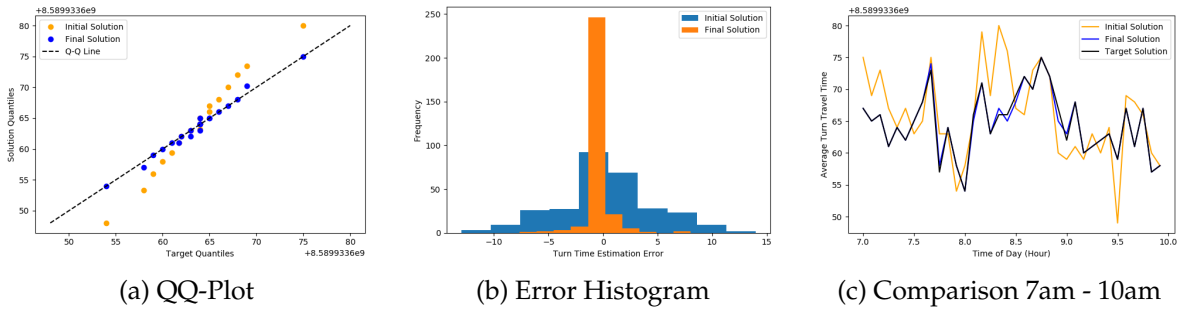 +8.5899336e9
Initial Solution
Final Solution
Q-Q Line
Solution Quantiles
80
75
70
65
60
55
50
50 55 60 65 70 75 80
Target Quantiles
+8.5899336e9
(a) QQ-Plot
Initial Solution
Final Solution
Frequency
250
200
150
100
50
0
−10 −5 0 5 10 15
Turn Time Estimation Error
(b) Error Histogram
+8.5899336e9
Initial Solution
Final Solution
Target Solution
Average Turn Travel Time
80
75
70
65
60
55
50
7.0 7.5 8.0 8.5 9.0 9.5 10.0
Time of Day (Hour)
(c) Comparison 7am - 10am